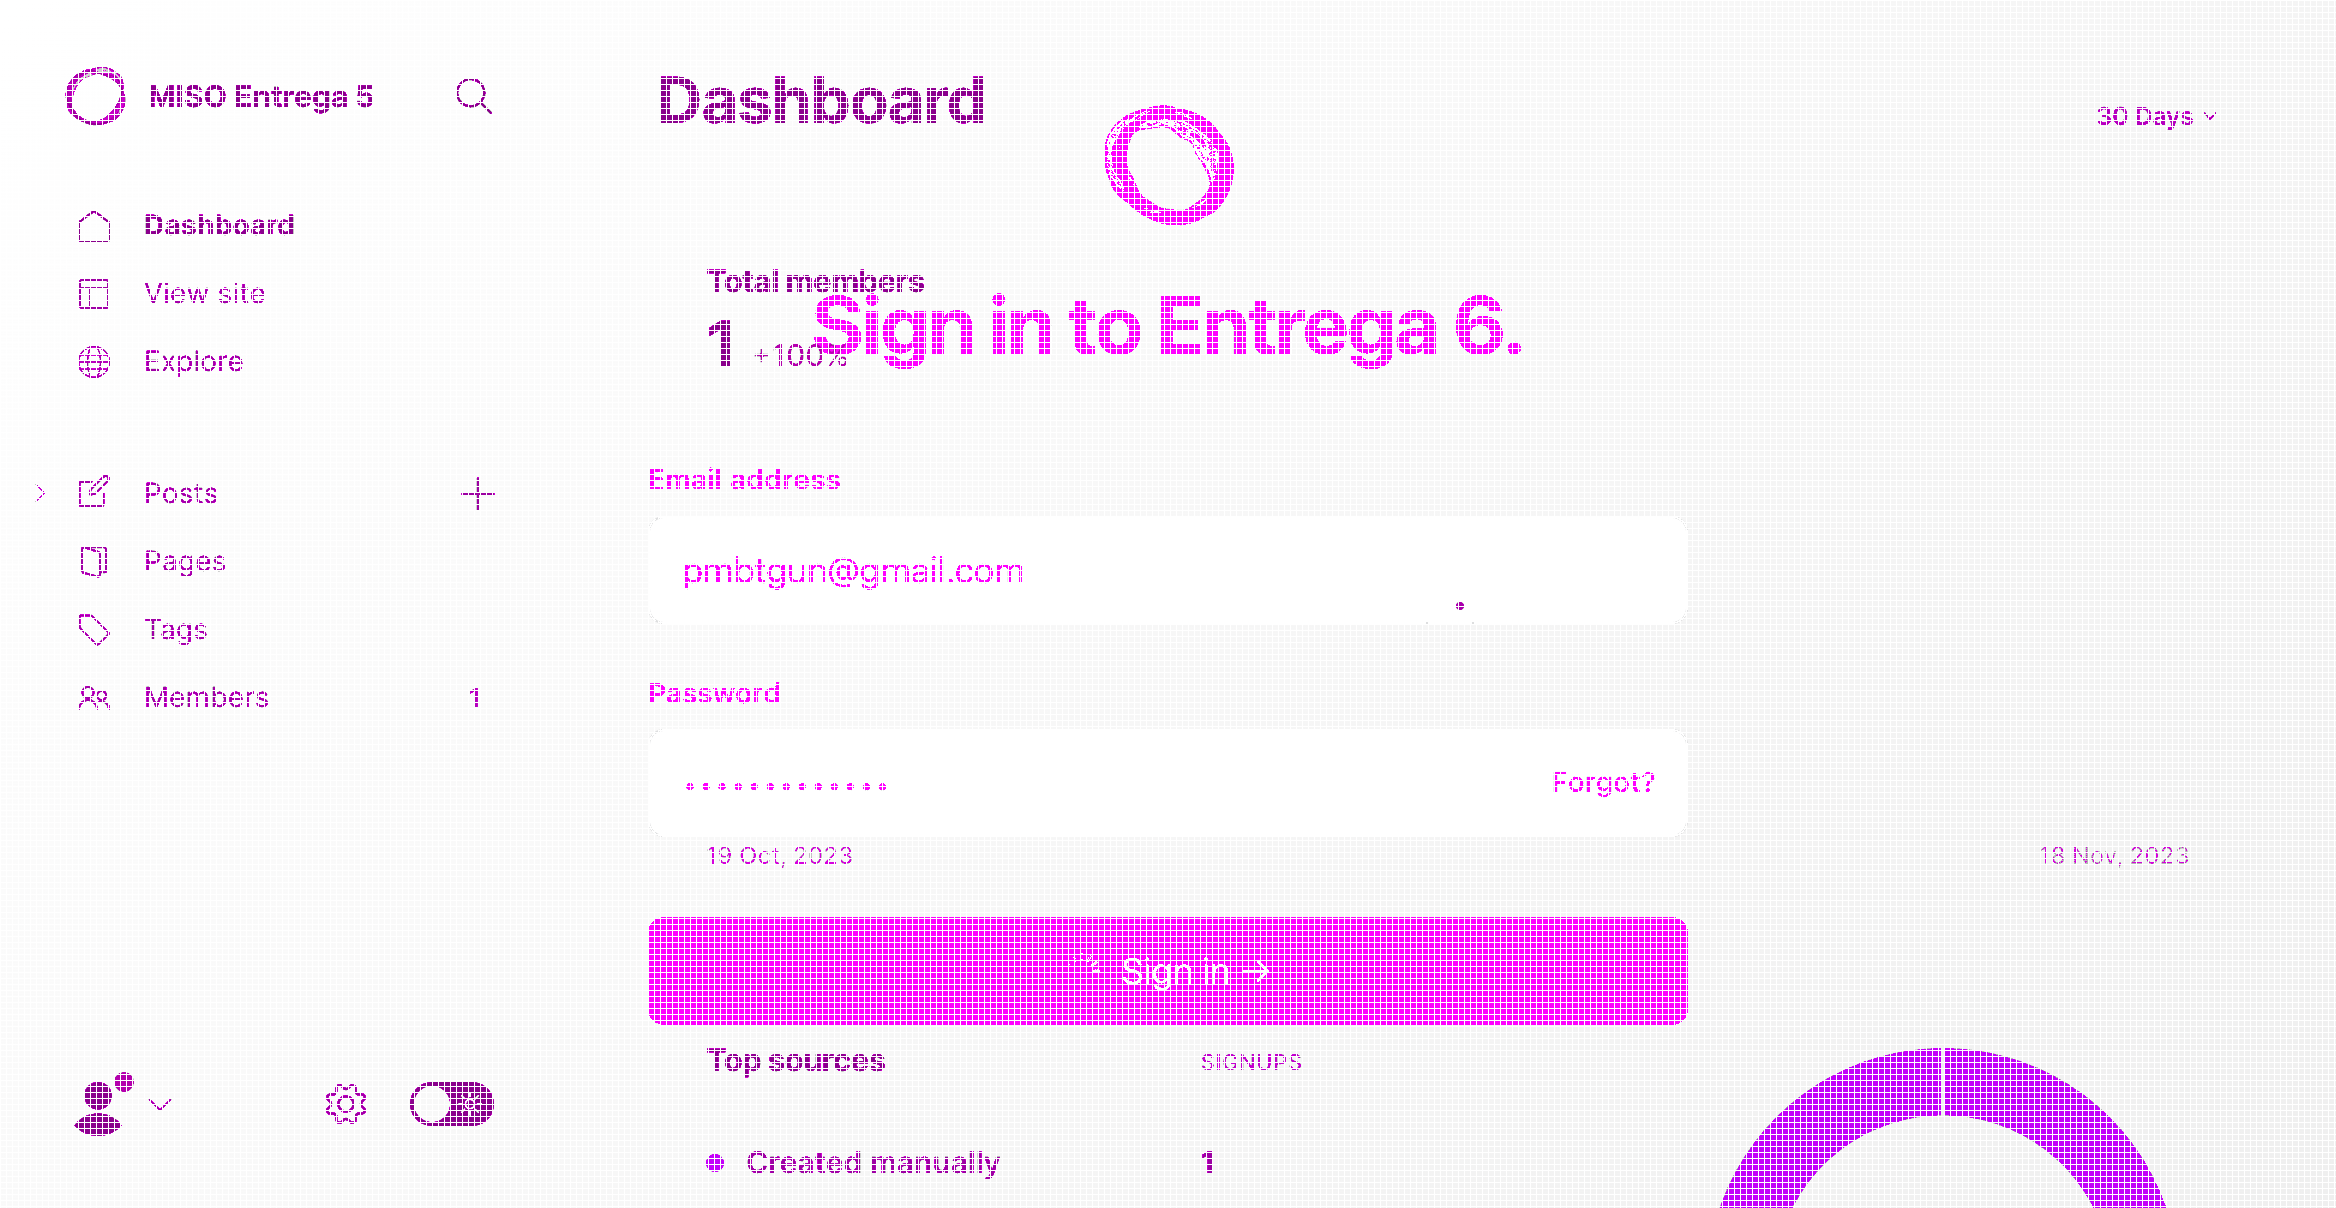 MISO Entrega 5
Dashboard
30 Days
Dashboard
View site
Explore
Posts
Pages
Tags
Members 1
Total members
1 +100%
Sign in to Entrega 6.
Email address
pmbtgun@gmail.com
Password
•••••••••••••
Forgot?
19 Oct, 2023
18 Nov, 2023
Sign in →
Top sources
SIGNUPS
Created manually
1